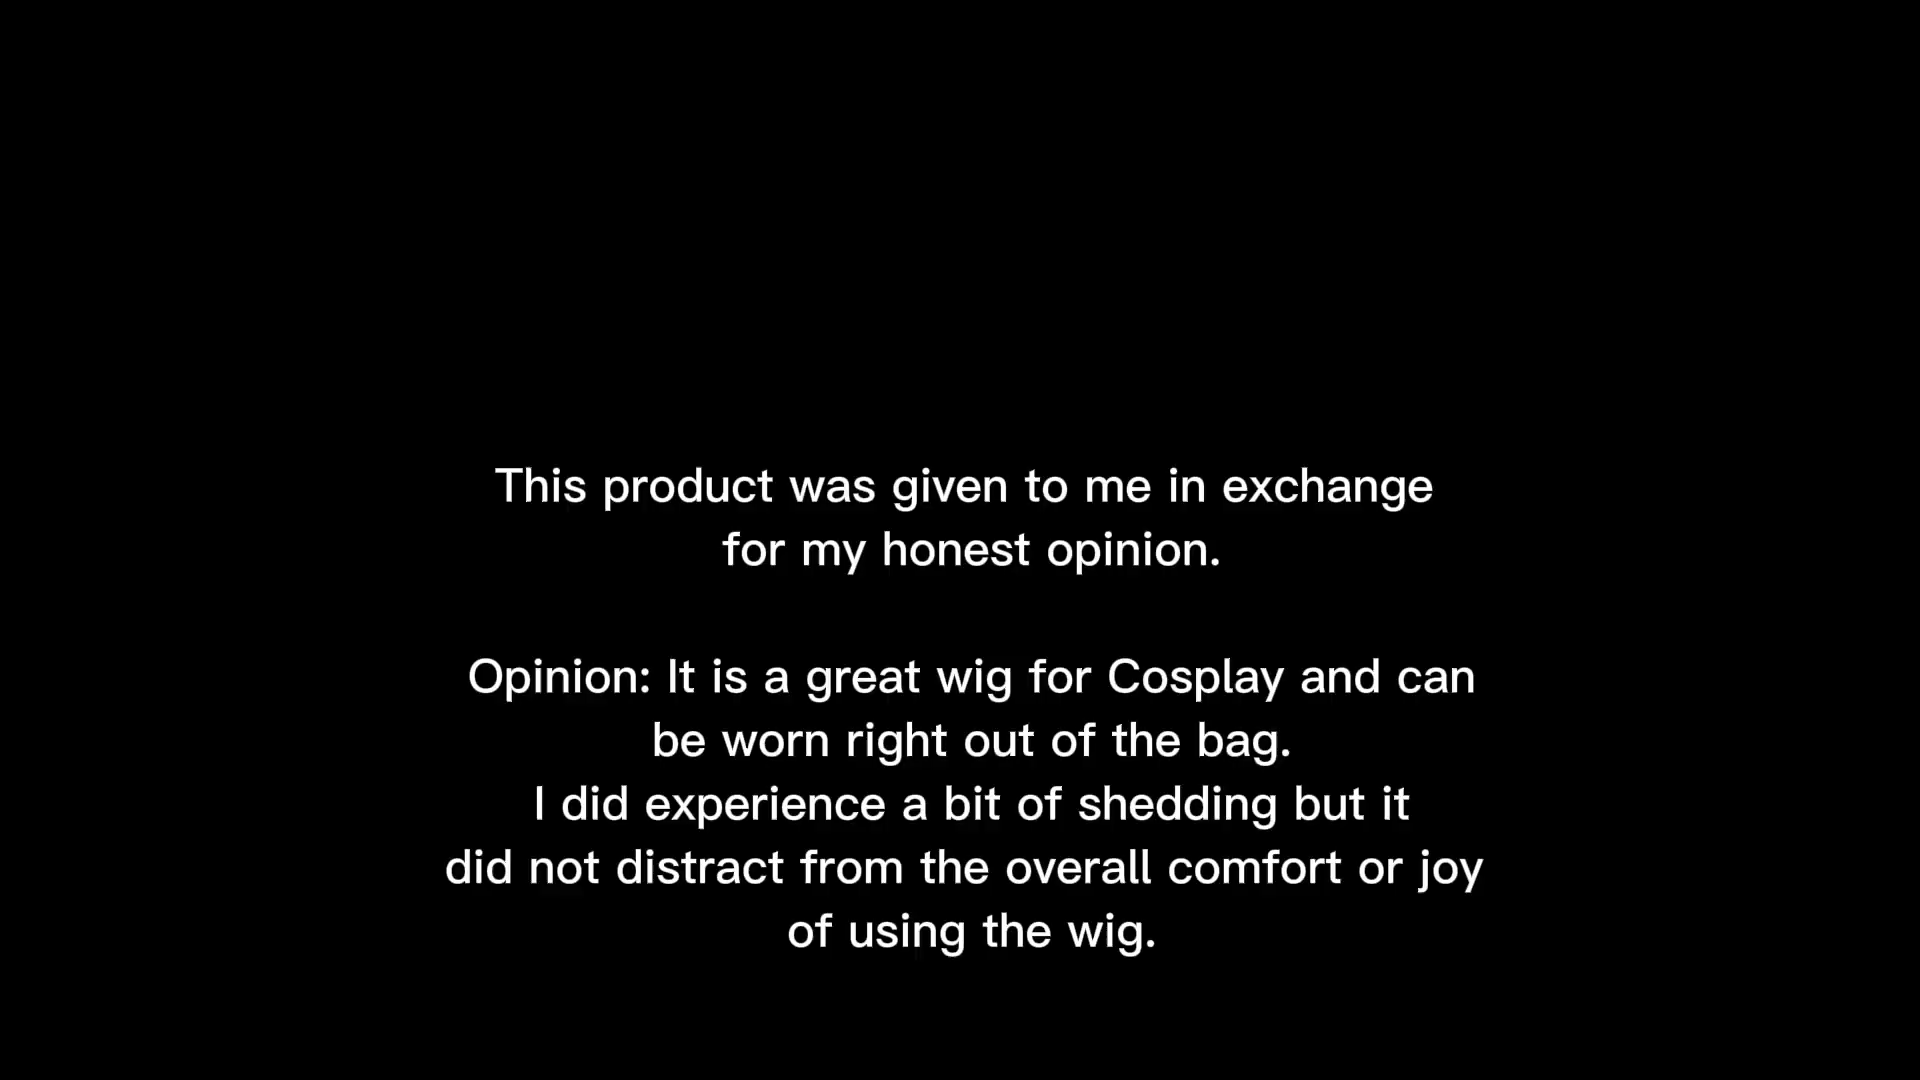 This product was given to me in exchange
for my honest opinion.
Opinion: It is a great wig for Cosplay and can
be worn right out of the bag.
I did experience a bit of shedding but it
did not distract from the overall comfort or joy
of using the wig.